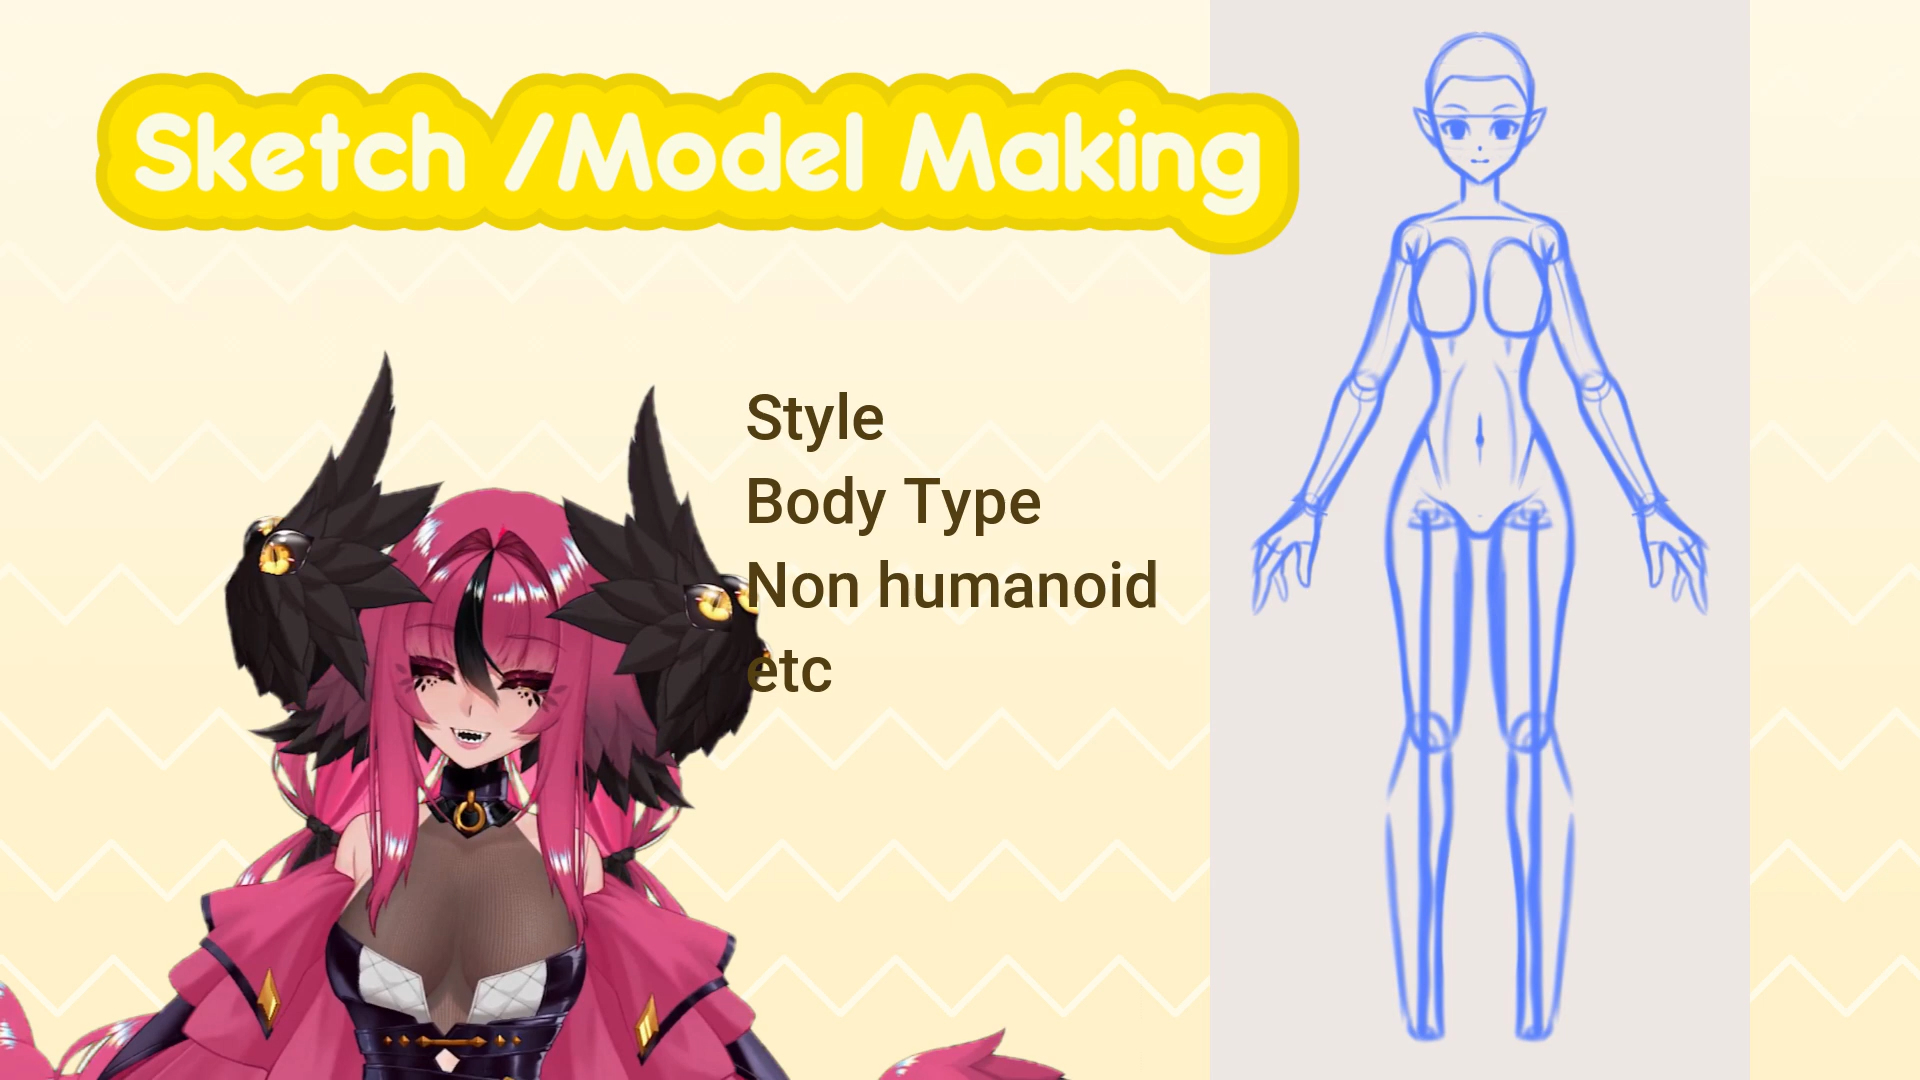 Sketch /Model Making
Style
Body Type
Non humanoid
etc